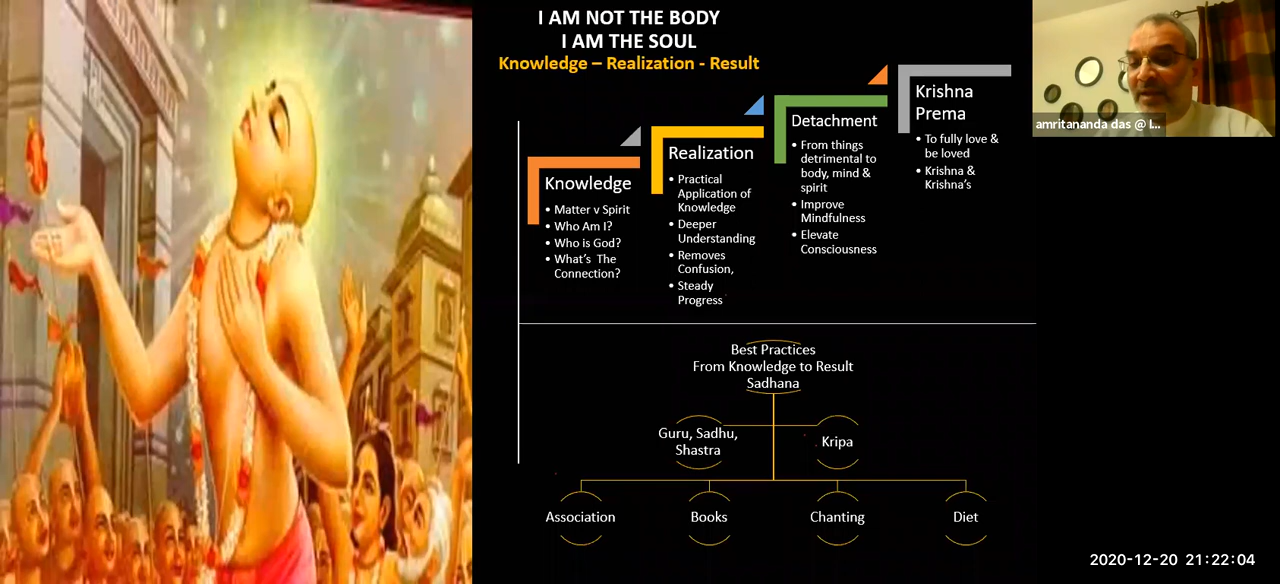 I AM NOT THE BODY
I AM THE SOUL
Knowledge – Realization - Result
Knowledge
• Matter v Spirit
• Who Am I?
• Who is God?
• What's The
Connection?
Realization
• Practical
Application of
Knowledge
• Deeper
Understanding
• Removes
Confusion,
• Steady
Progress
Detachment
• From things
detrimental to
body, mind &
spirit
• Improve
Mindfulness
• Elevate
Consciousness
Krishna
Prema
• To fully love &
be loved
• Krishna &
Krishna's
amritananda das @ I...
Best Practices
From Knowledge to Result
Sadhana
Guru, Sadhu,
Shastra
Kripa
Association
Books
Chanting
Diet
2020-12-20 21:22:04